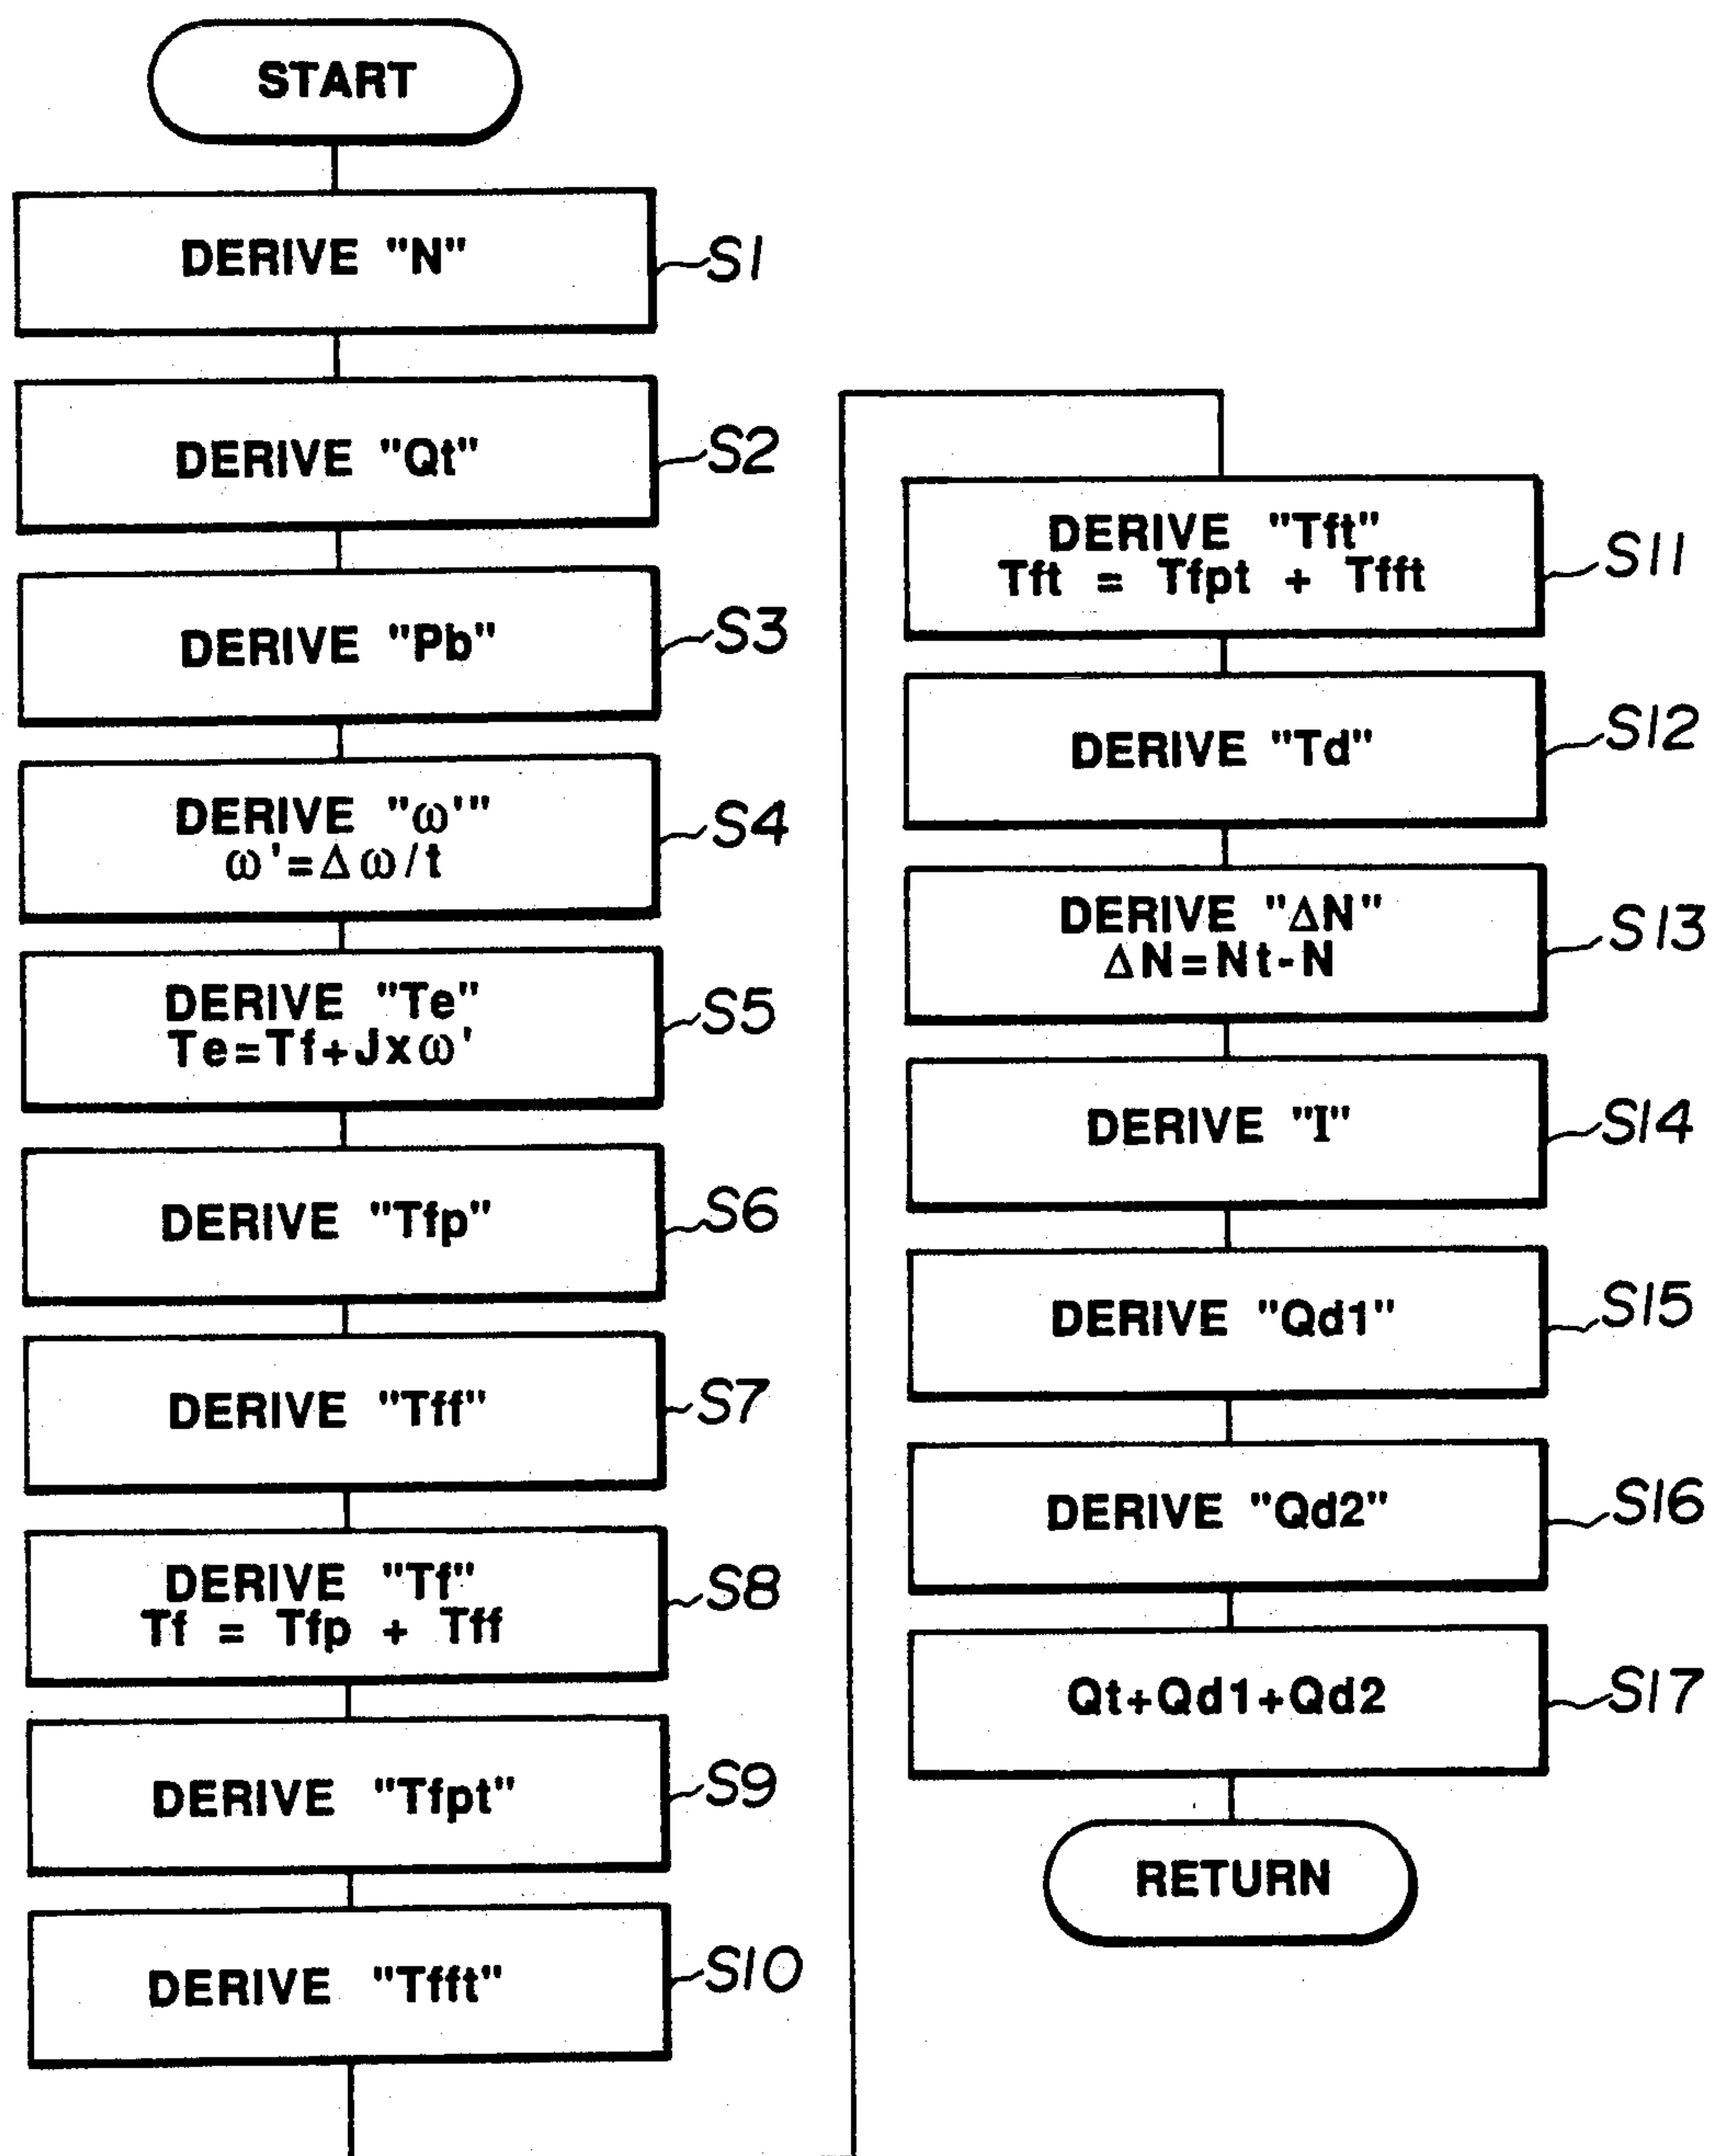 START
DERIVE "N"
S1
DERIVE "Qt"
S2
DERIVE "Pb"
S3
DERIVE "ω'"
ω'=Δω/t
S4
DERIVE "Te"
Te=Tf+Jxω'
S5
DERIVE "Tfp"
S6
DERIVE "Tff"
S7
DERIVE "Tf"
Tf = Tfp + Tff
S8
DERIVE "Tfpt"
S9
DERIVE "Tfft"
S10
DERIVE "Tft"
Tft = Tfpt + Tfft
S11
DERIVE "Td"
S12
DERIVE "ΔN"
ΔN=Nt-N
S13
DERIVE "I"
S14
DERIVE "Qd1"
S15
DERIVE "Qd2"
S16
Qt+Qd1+Qd2
S17
RETURN